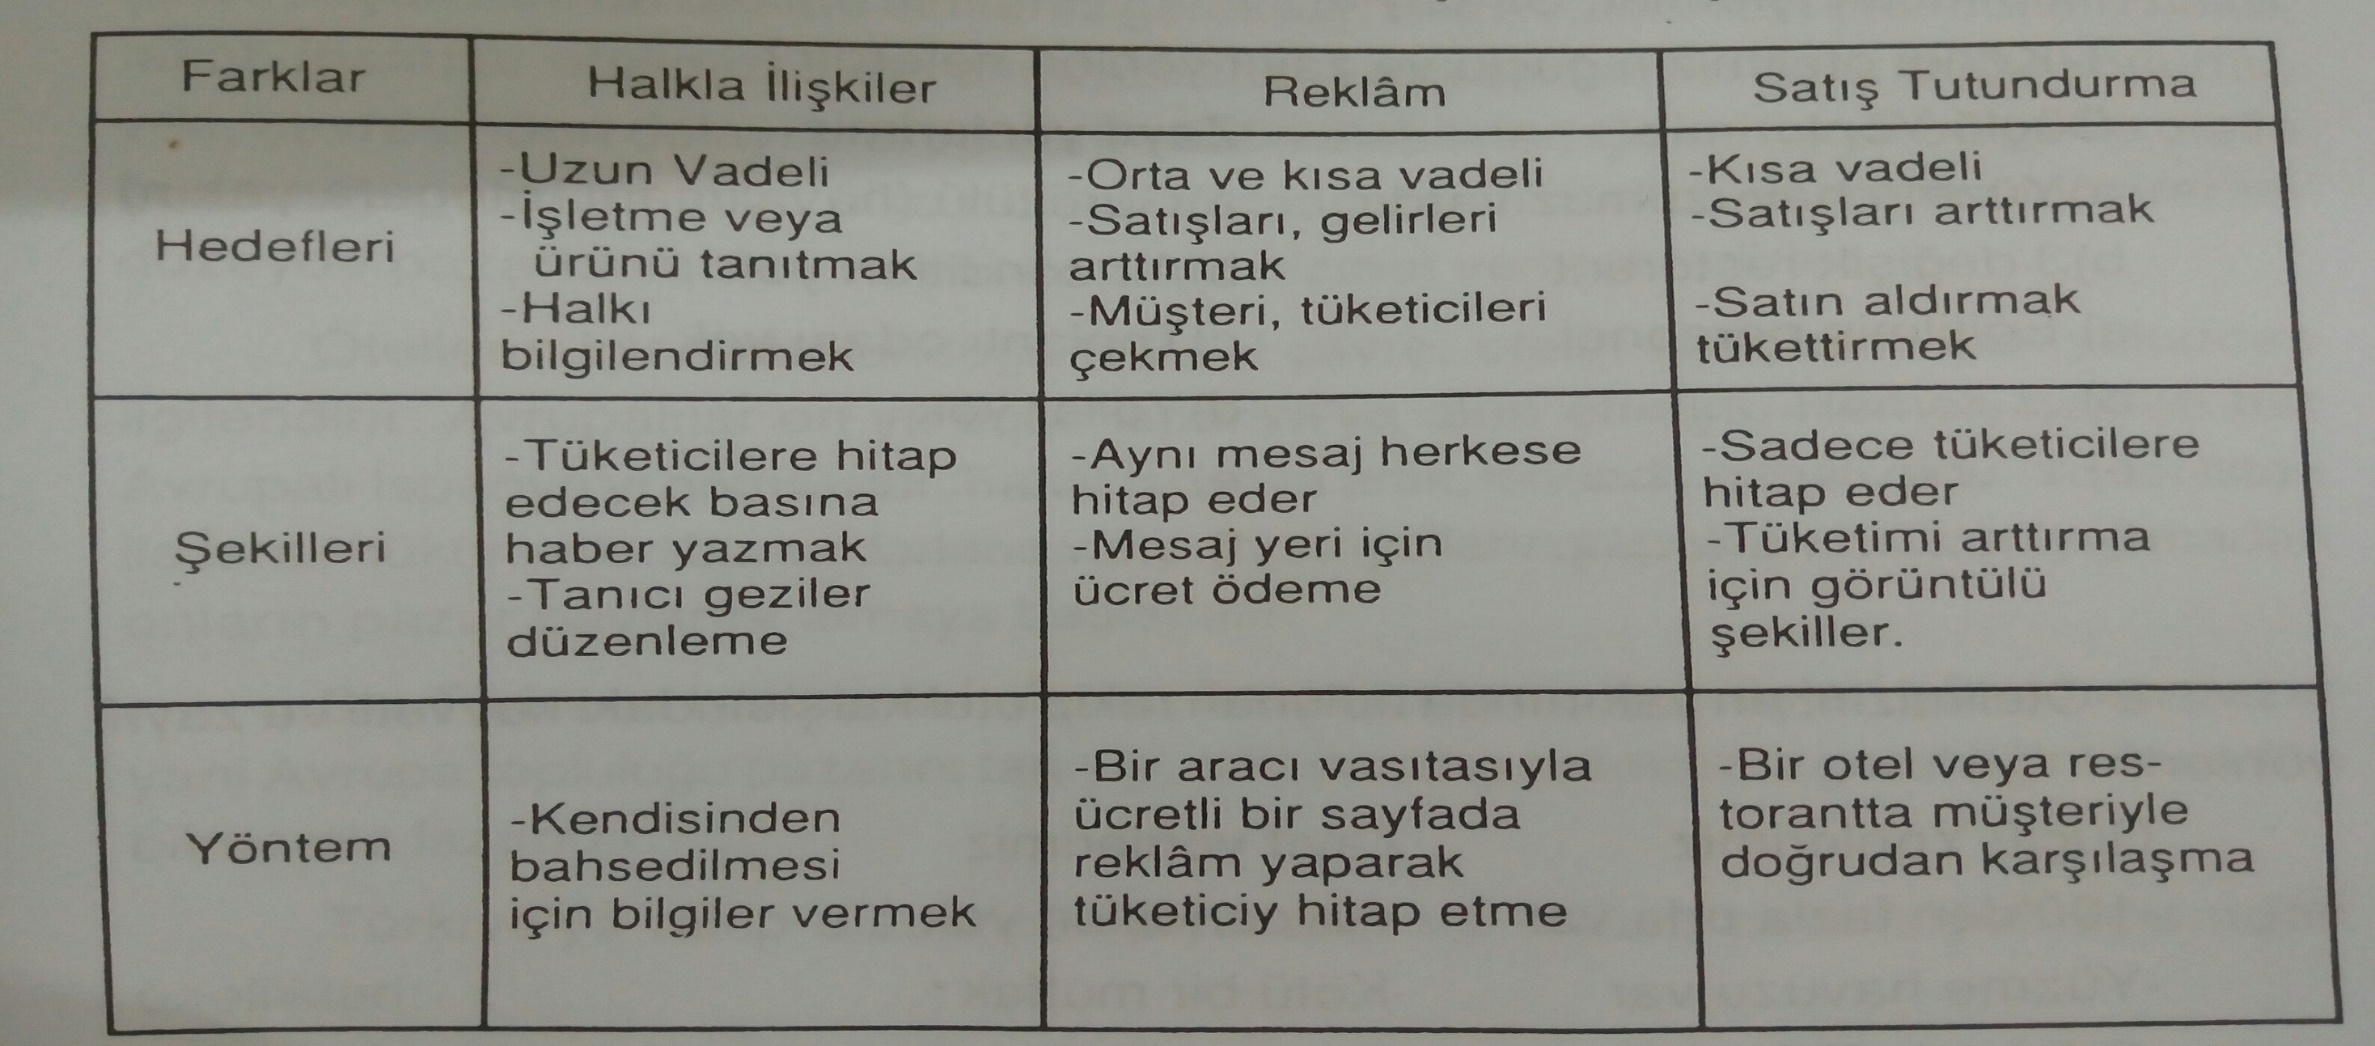 Farklar
Halkla İlişkiler
Reklâm
Satış Tutundurma
Hedefleri
-Uzun Vadeli
-İşletme veya
ürünü tanıtmak
-Halkı
bilgilendirmek
-Orta ve kısa vadeli
-Satışları, gelirleri
arttırmak
-Müşteri, tüketicileri
çekmek
-Kısa vadeli
-Satışları arttırmak
-Satın aldırmak
tükettirmek
Şekilleri
-Tüketicilere hitap
edecek basına
haber yazmak
-Tanıcı geziler
düzenleme
-Aynı mesaj herkese
hitap eder
-Mesaj yeri için
ücret ödeme
-Sadece tüketicilere
hitap eder
-Tüketimi arttırma
için görüntülü
şekiller.
Yöntem
-Kendisinden
bahsedilmesi
için bilgiler vermek
-Bir aracı vasıtasıyla
ücretli bir sayfada
reklâm yaparak
tüketiciy hitap etme
-Bir otel veya res-
torantta müşteriyle
doğrudan karşılaşma